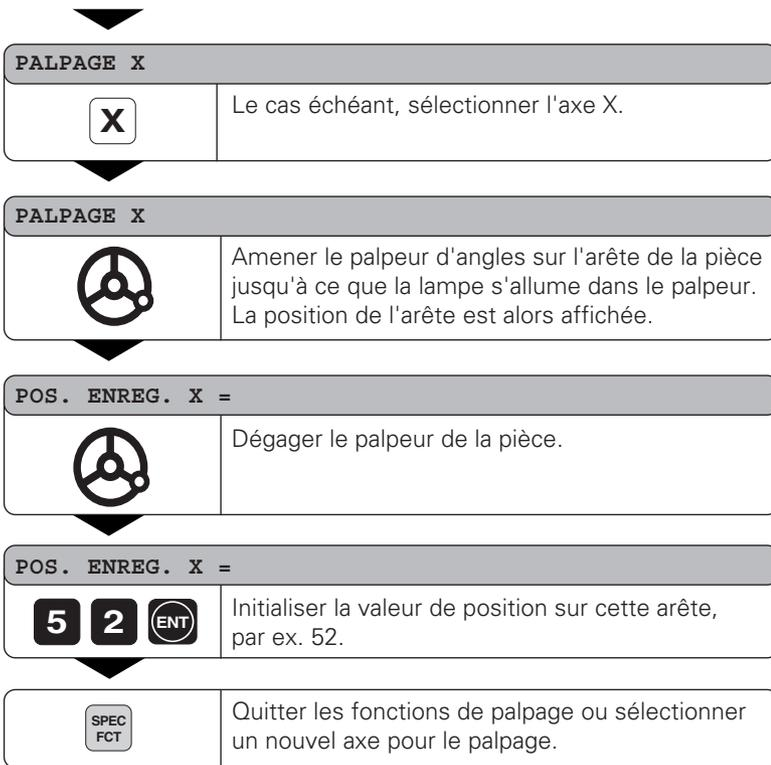 PALPAGE X
X
Le cas échéant, sélectionner l'axe X.
PALPAGE X
Amener le palpeur d'angles sur l'arête de la pièce
jusqu'à ce que la lampe s'allume dans le palpeur.
La position de l'arête est alors affichée.
POS. ENREG. X =
Dégager le palpeur de la pièce.
POS. ENREG. X =
5 2 ENT
Initialiser la valeur de position sur cette arête,
par ex. 52.
SPEC
FCT
Quitter les fonctions de palpage ou sélectionner
un nouvel axe pour le palpage.